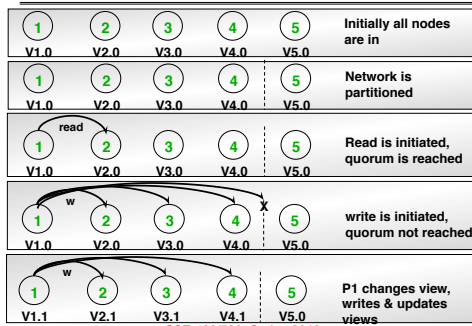 1 2 3 4 5
V1.0 V2.0 V3.0 V4.0 V5.0
Initially all nodes
are in
1 2 3 4 5
V1.0 V2.0 V3.0 V4.0 V5.0
Network is
partitioned
read
1 2 3 4 5
V1.0 V2.0 V3.0 V4.0 V5.0
Read is initiated,
quorum is reached
w
X
1 2 3 4 5
V1.0 V2.0 V3.0 V4.0 V5.0
write is initiated,
quorum not reached
w
1 2 3 4 5
V1.1 V2.1 V3.1 V4.1 V5.0
P1 changes view,
writes & updates
views